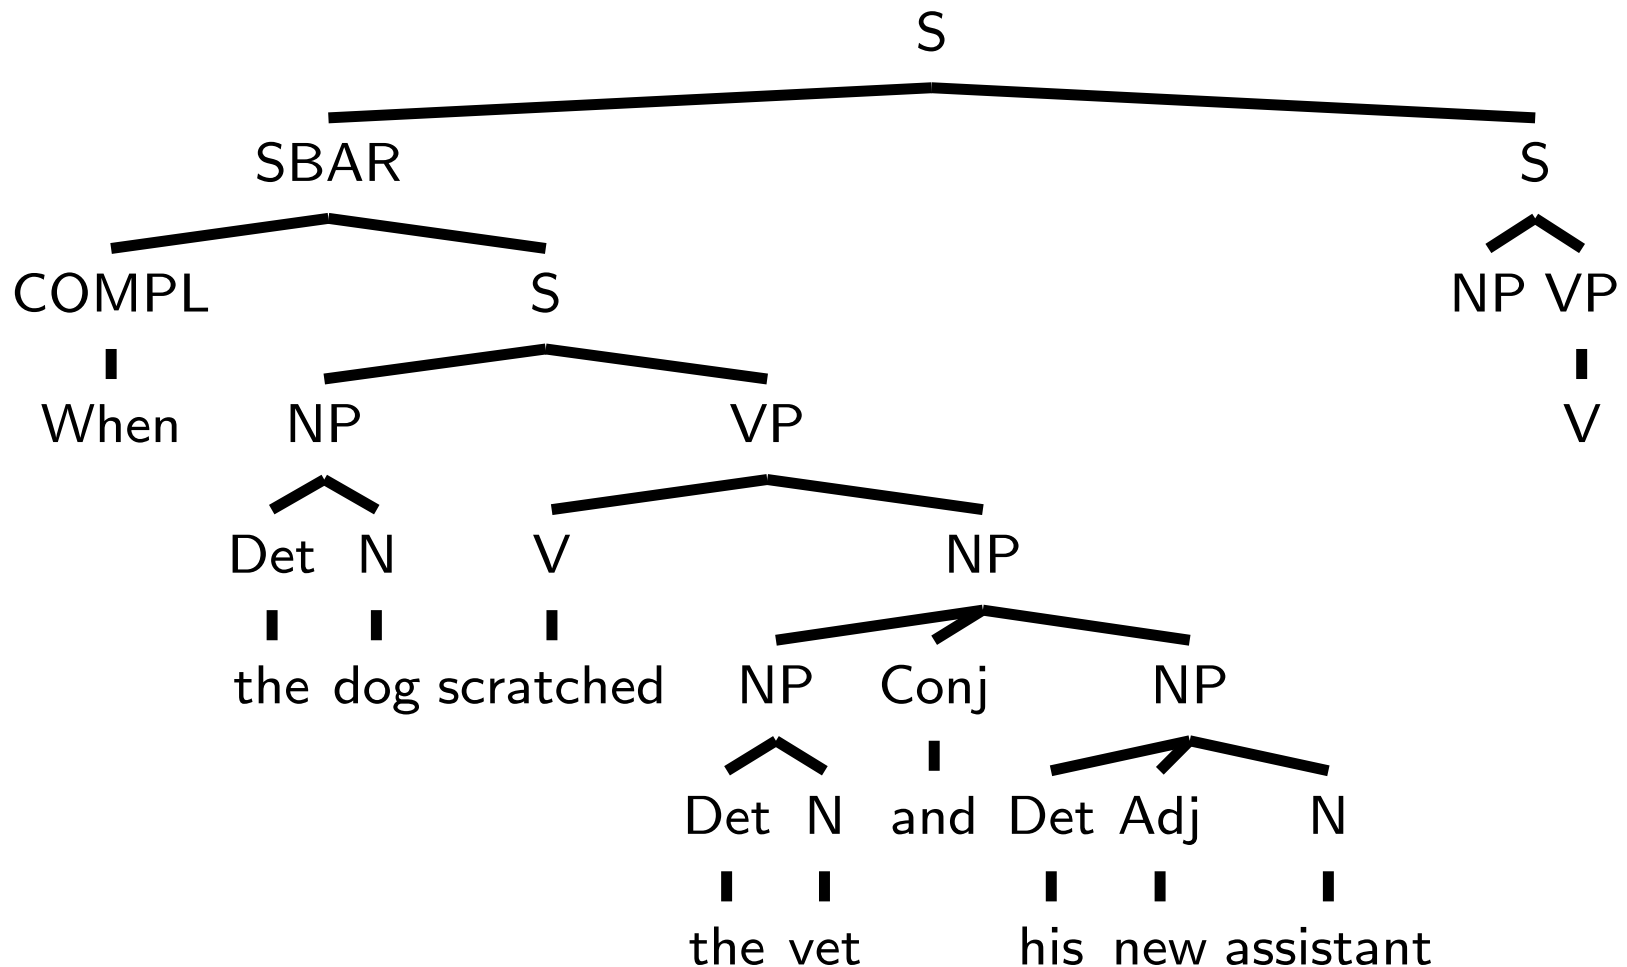 S
SBAR S
COMPL S NP VP
When NP VP V
Det N V NP
the dog scratched NP Conj NP
Det N and Det Adj N
the vet his new assistant